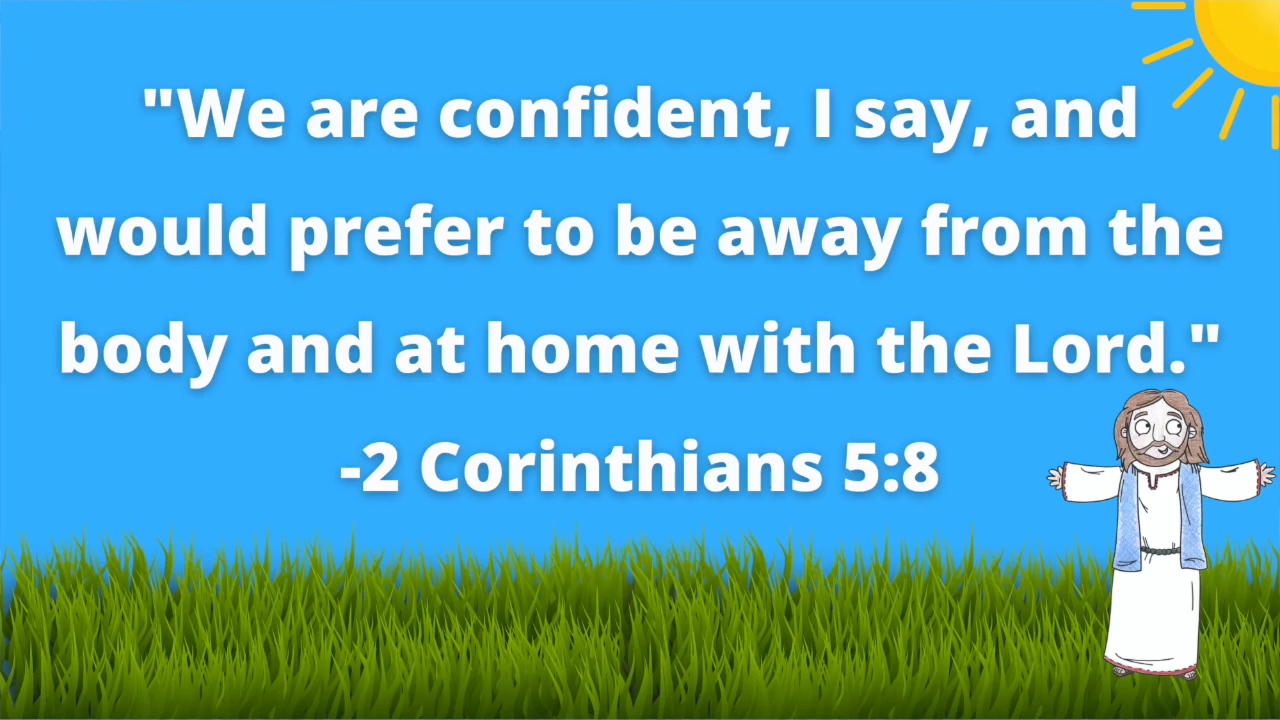 "We are confident, I say, and
would prefer to be away from the
body and at home with the Lord."
-2 Corinthians 5:8